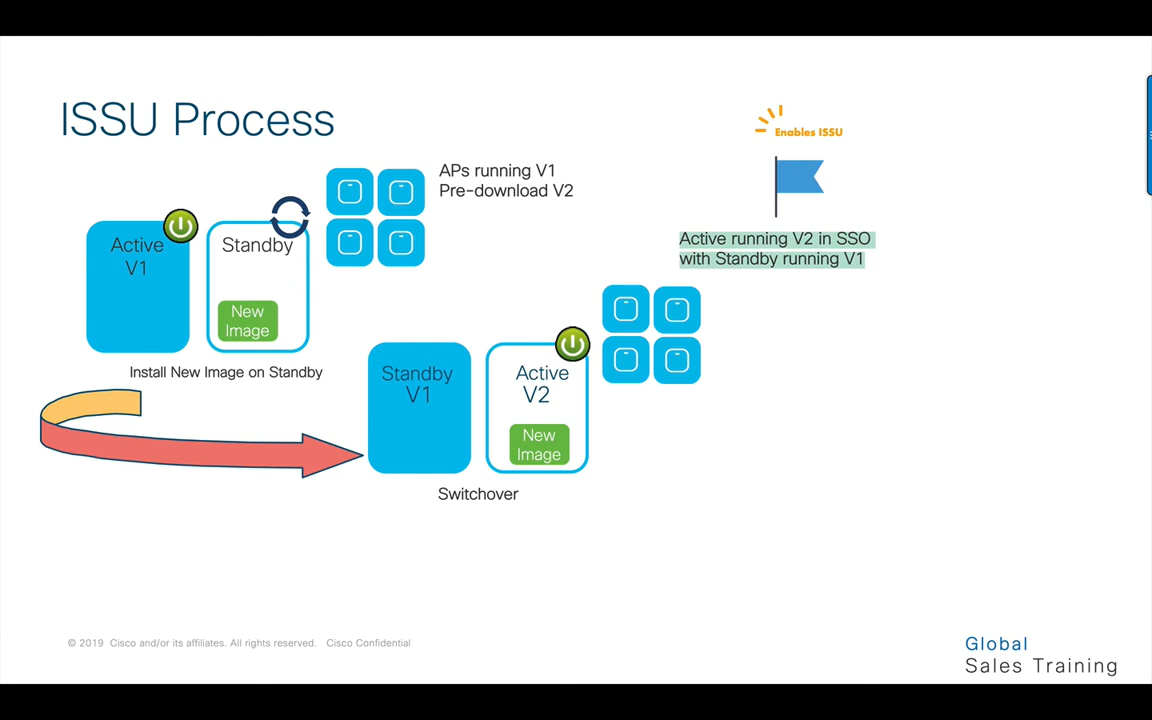 ISSU Process
Enables ISSU
APs running V1
Pre-download V2
Active
V1
Standby
New
Image
Install New Image on Standby
Active running V2 in SSO
with Standby running V1
Standby
V1
Active
V2
New
Image
Switchover
© 2019 Cisco and/or its affiliates. All rights reserved. Cisco Confidential
Global
Sales Training